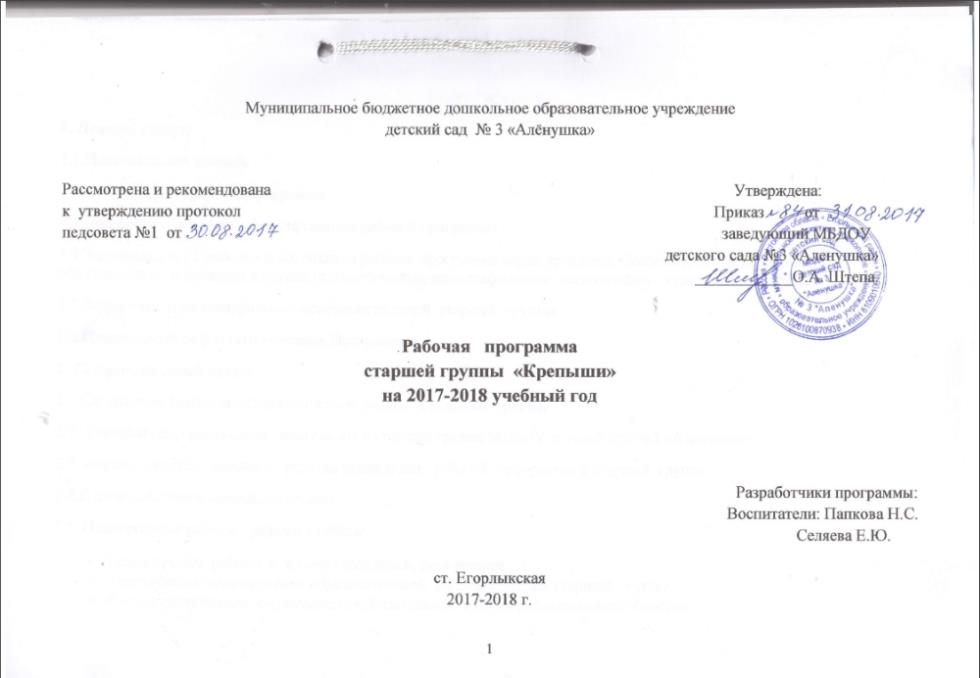 Муниципальное бюджетное дошкольное образовательное учреждение
детский сад № 3 «Алёнушка»
Рассмотрена и рекомендована
к утверждению протокол
педсовета №1 от 30.08.2017
Утверждена:
Приказ № 84 от 31.08.2017
заведующий МБДОУ
детского сада №3 «Аленушка»
О.А. Штепа
Рабочая программа
старшей группы «Крепыши»
на 2017-2018 учебный год
Разработчики программы:
Воспитатели: Папкова Н.С.
Селяева Е.Ю.
ст. Егорлыкская
2017-2018 г.
1